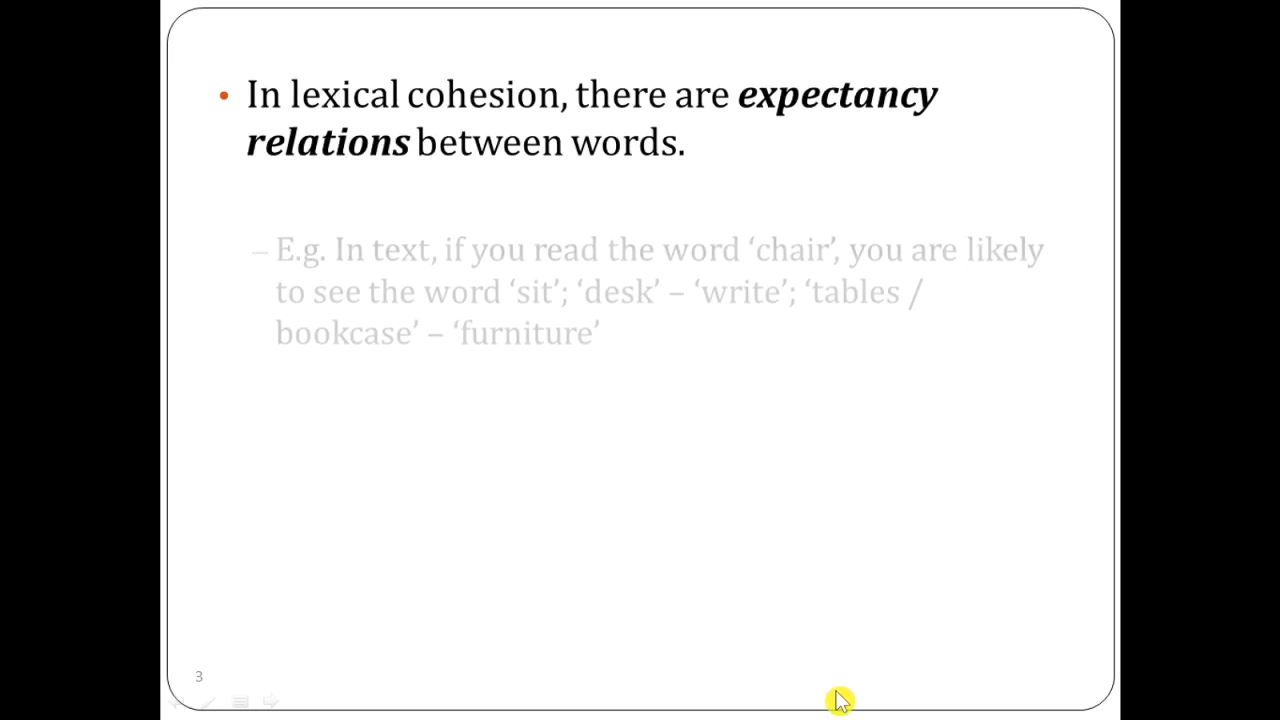 • In lexical cohesion, there are expectancy
relations between words.
– E.g. In text, if you read the word ‘chair’, you are likely
to see the word ‘sit’; ‘desk’ – ‘write’; ‘tables /
bookcase’ – ‘furniture’
3